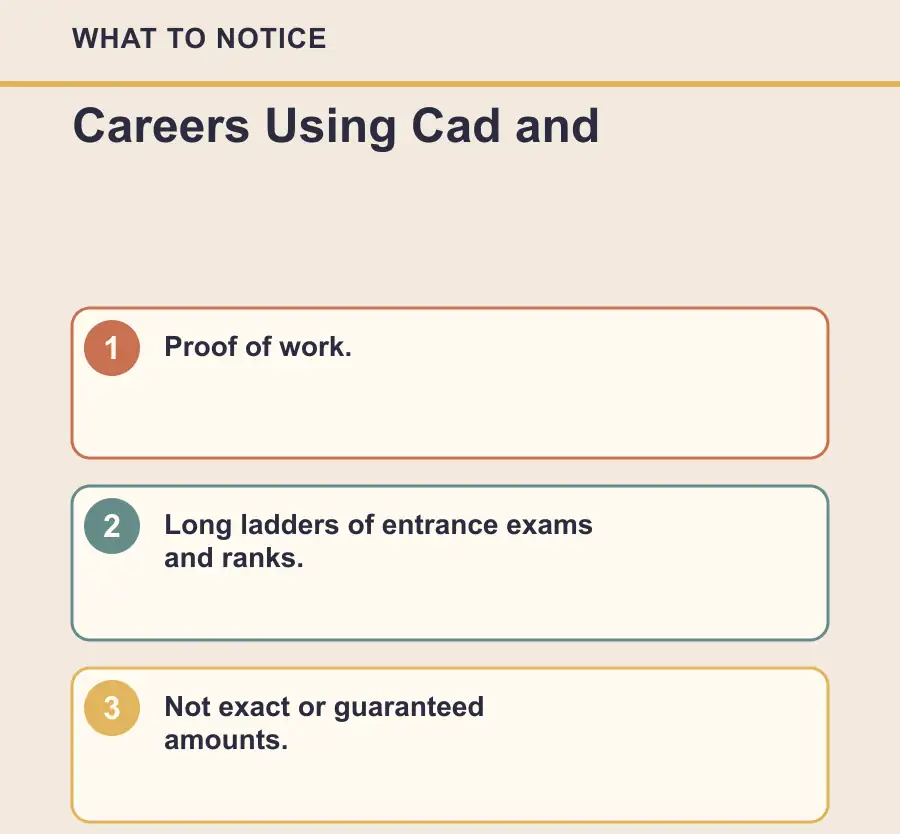 WHAT TO NOTICE
Careers Using Cad and
1
Proof of work.
2
Long ladders of entrance exams
and ranks.
3
Not exact or guaranteed
amounts.